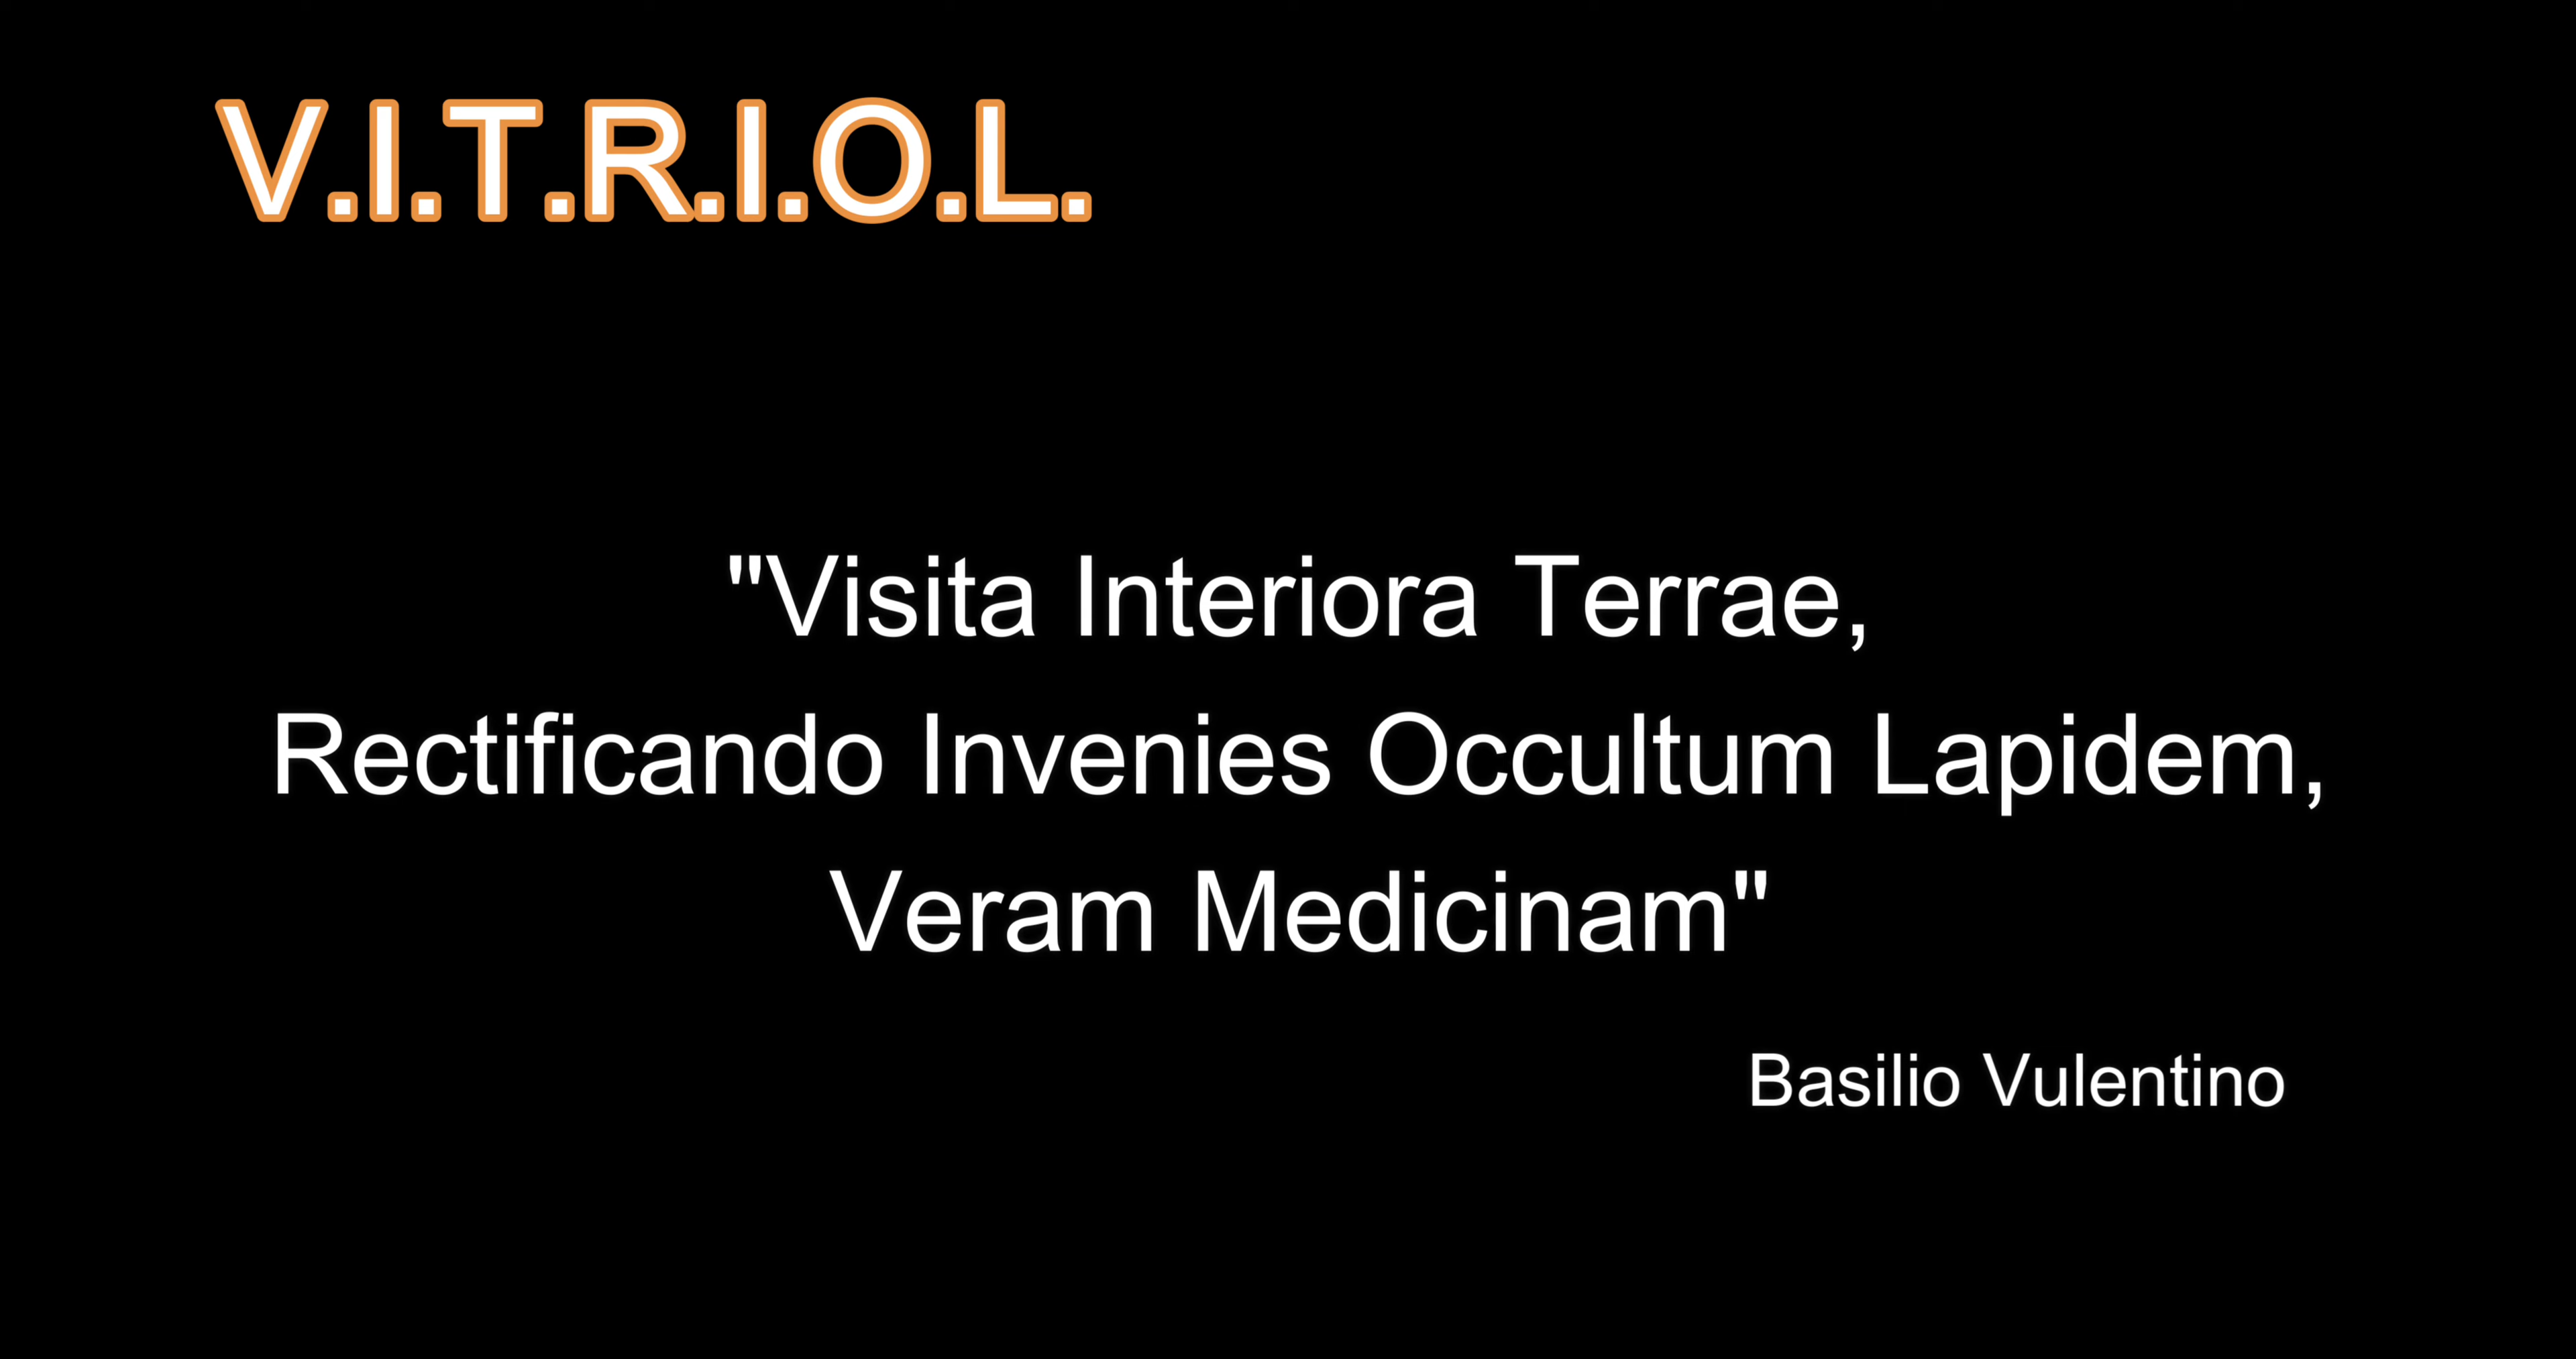 V.I.T.R.I.O.L.
"Visita Interiora Terrae,
Rectificando Invenies Occultum Lapidem,
Veram Medicinam"
Basilio Vulentino